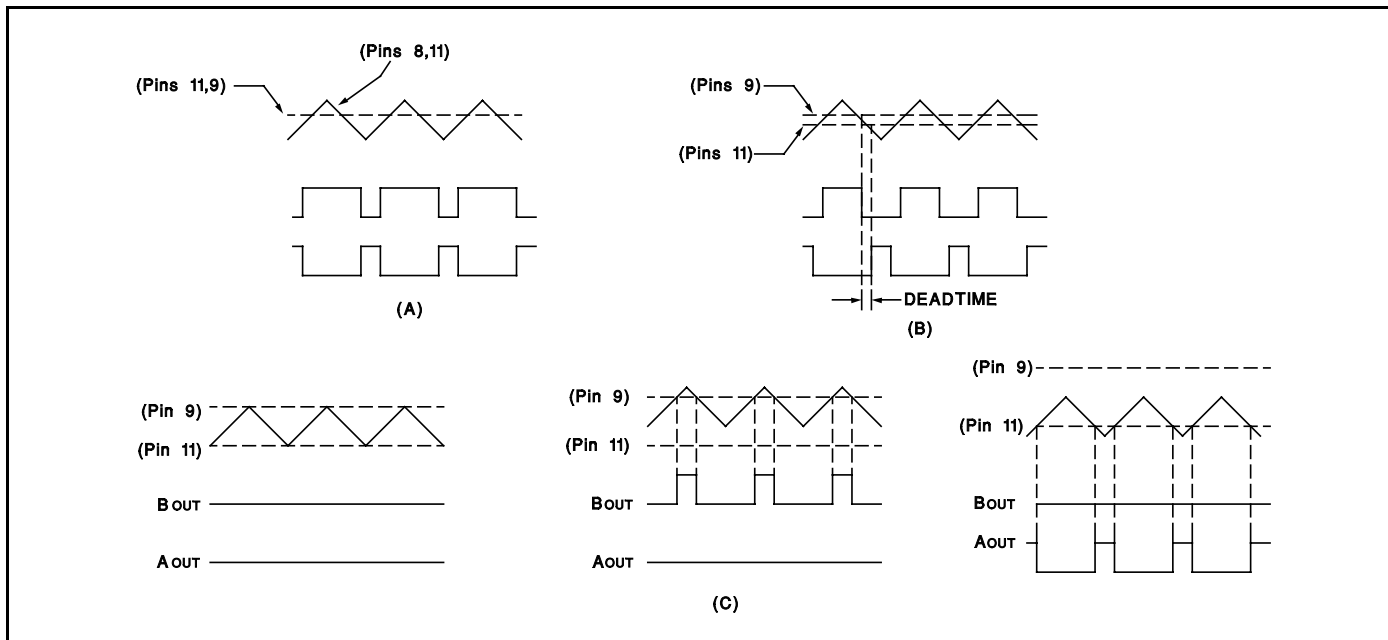 (Pins 8,11)
(Pins 11,9)
(A)
(Pins 9)
(Pins 11)
DEADTIME
(B)
(Pin 9)
(Pin 11)
BOUT
AOUT
(Pin 9)
(Pin 11)
BOUT
AOUT
(Pin 9)
(Pin 11)
BOUT
AOUT
(C)